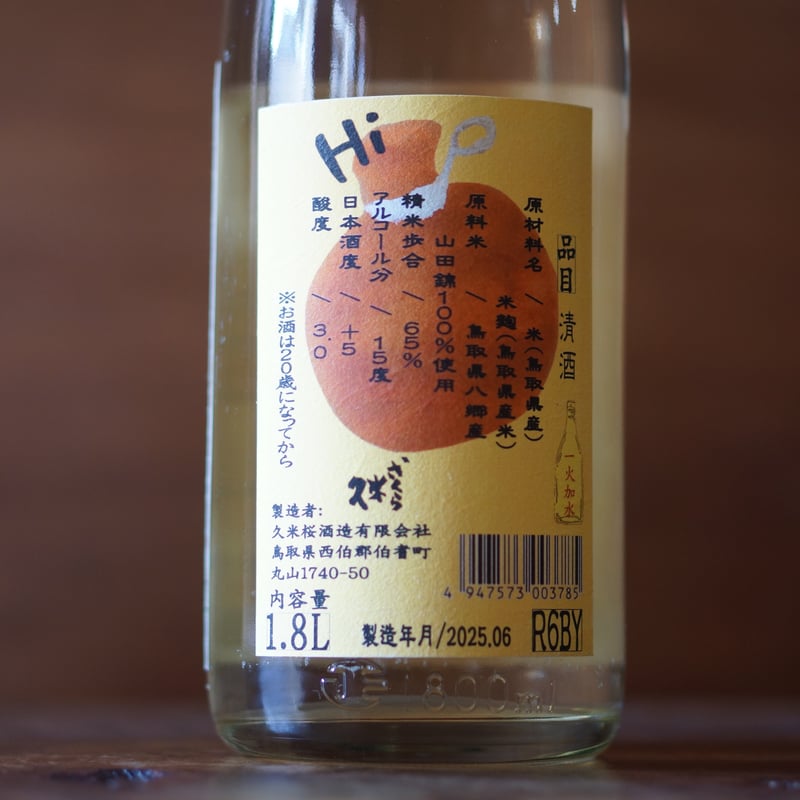 Hi
品目 清酒
原材料名 / 米(鳥取県産)
米麹(鳥取県産米)
原料米 / 鳥取県八郷産
山田錦100%使用
精米歩合 / 65%
アルコール分 / 15度
日本酒度 / +5
酸度 / 3.0
※お酒は20歳になってから
一火加水
久米ざくら
製造者:
久米桜酒造有限会社
鳥取県西伯郡伯耆町
丸山1740-50
4 947573 003785
内容量
1.8L
製造年月/2025.06
R6BY
1800ml